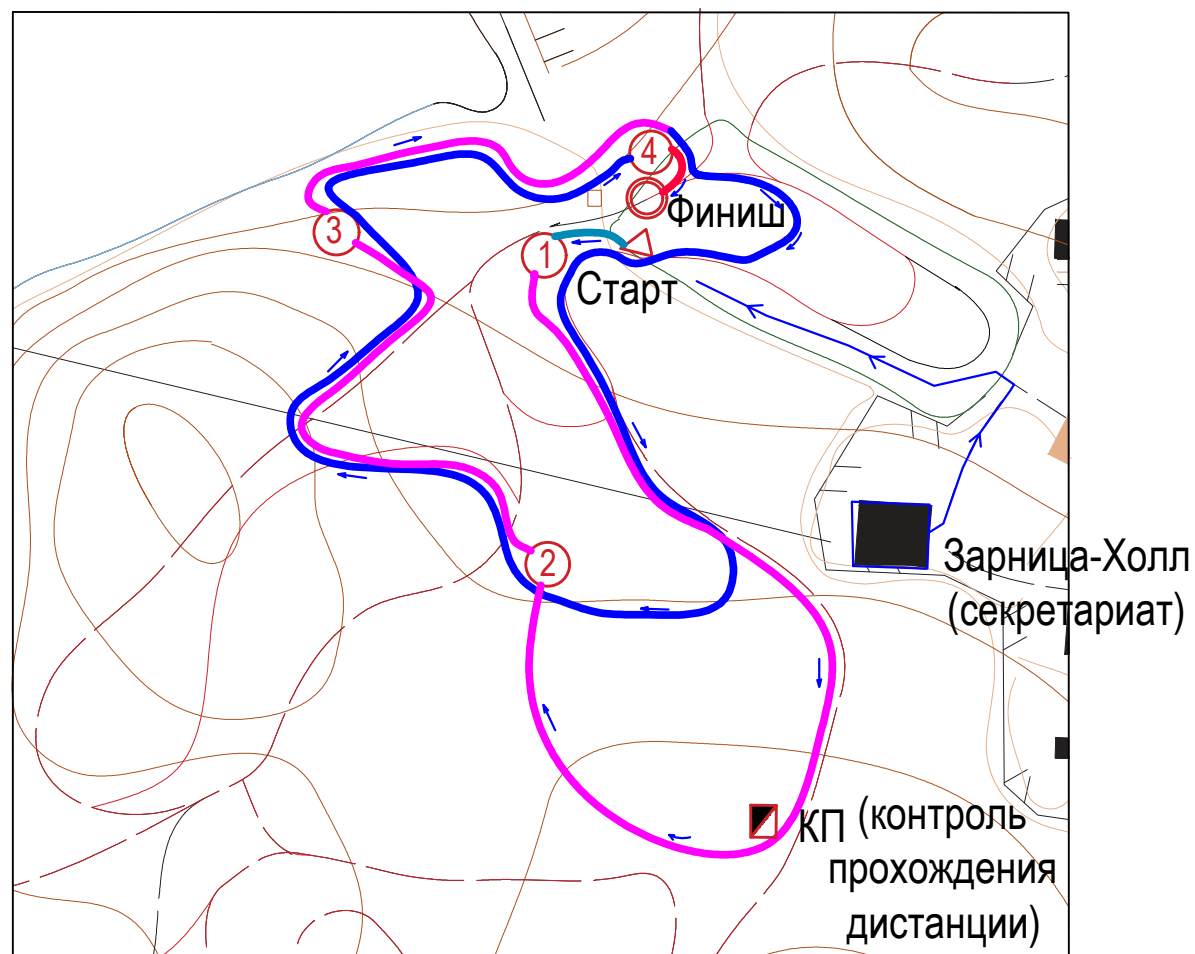 4
Финиш
3
1
Старт
2
Зарница-Холл
(секретариат)
КП (контроль
прохождения
дистанции)